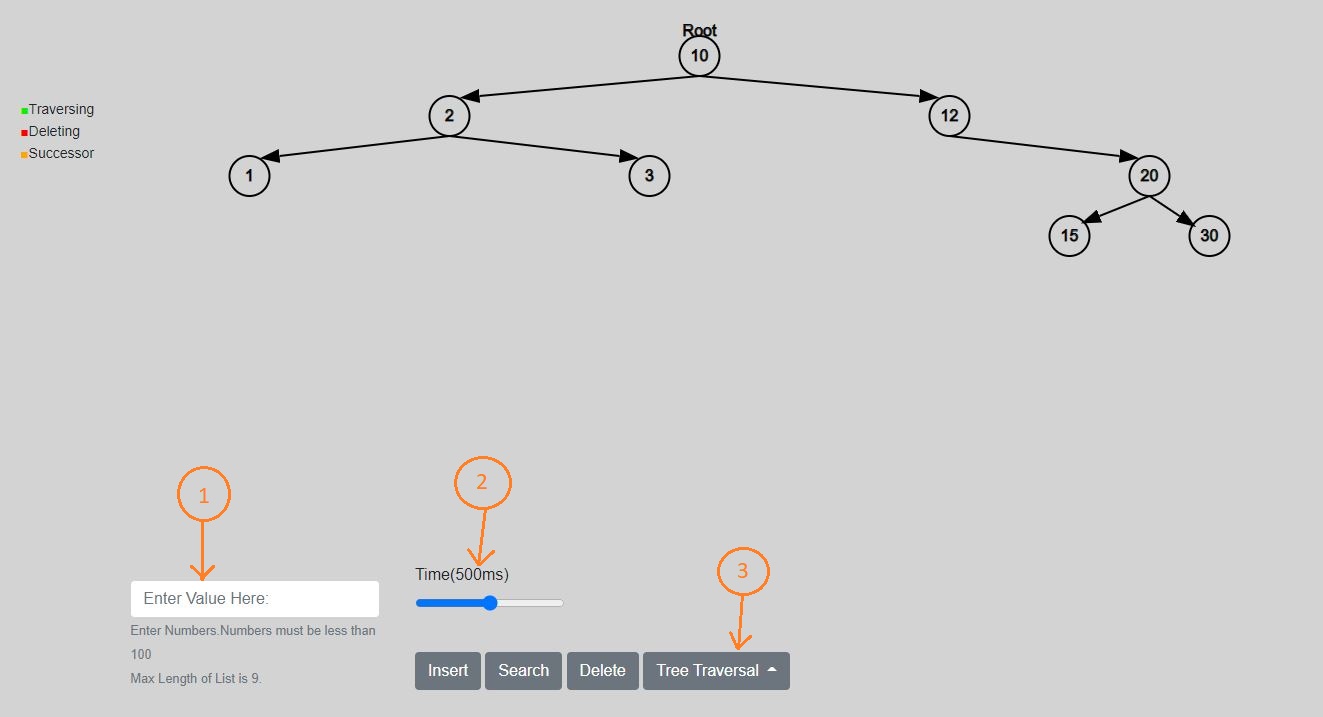 Root
10
Traversing
2
12
Deleting
Successor
1
3
20
15
30
2
1
3
Time(500ms)
Enter Value Here:
Enter Numbers.Numbers must be less than
100
Max Length of List is 9.
Insert Search Delete Tree Traversal